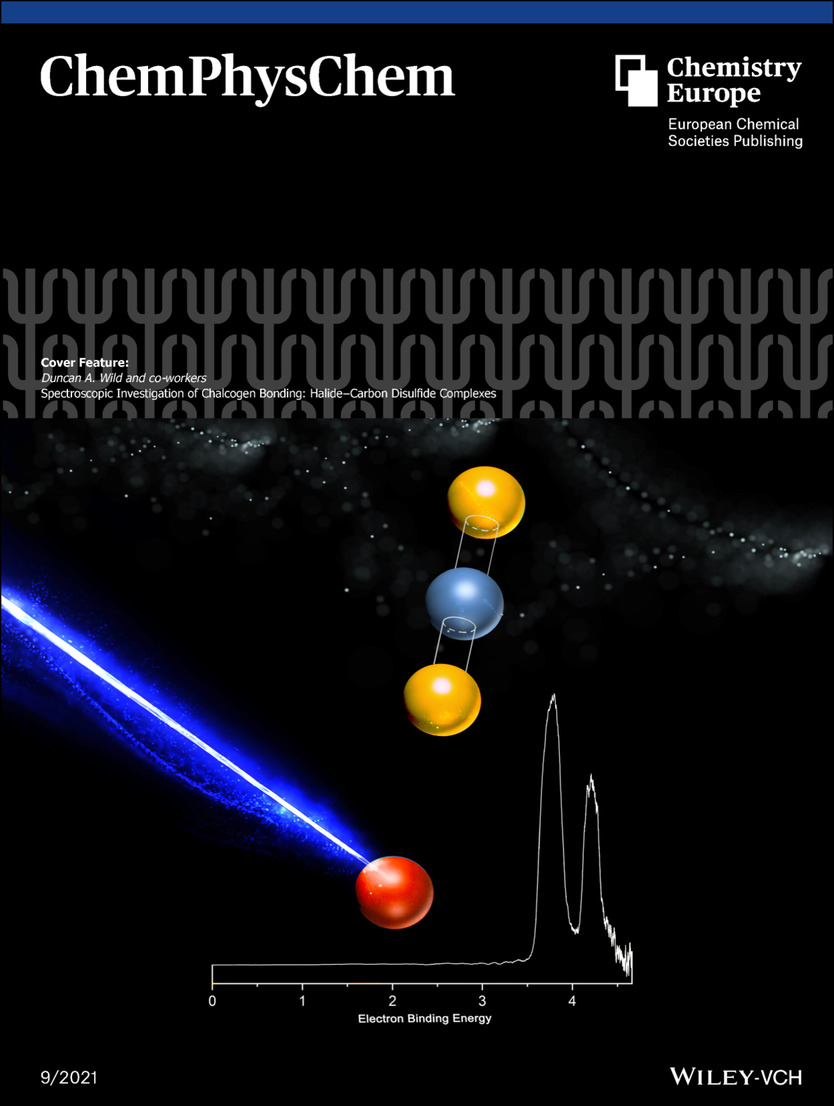 ChemPhysChem
Chemistry
Europe
European Chemical
Societies Publishing
Cover Feature:
Duncan A. Wild and co-workers
Spectroscopic Investigation of Chalcogen Bonding: Halide–Carbon Disulfide Complexes
0 1 2 3 4
Electron Binding Energy
9/2021
WILEY-VCH